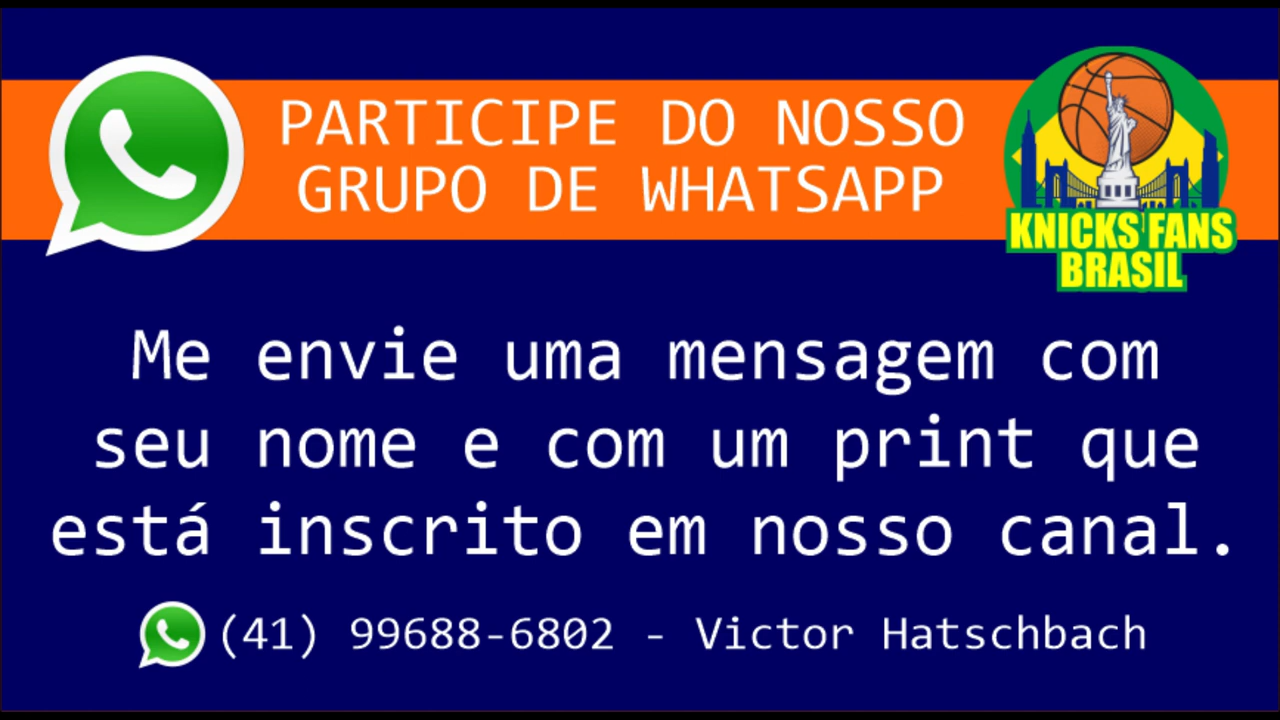 PARTICIPE DO NOSSO
GRUPO DE WHATSAPP
KNICKS FANS
BRASIL
Me envie uma mensagem com
seu nome e com um print que
está inscrito em nosso canal.
(41) 99688-6802 - Victor Hatschbach